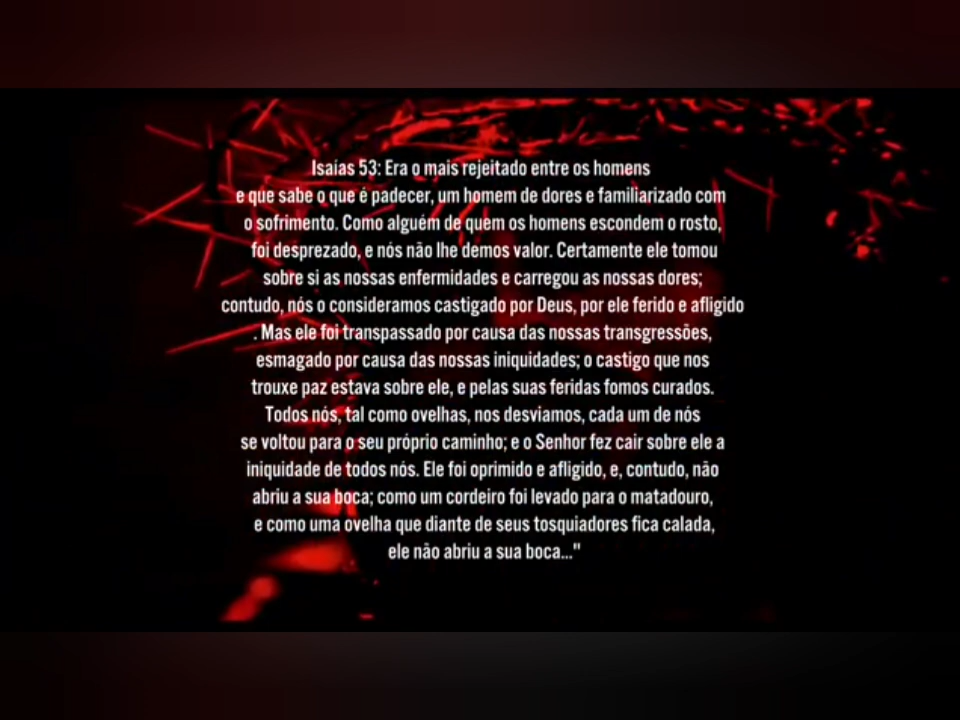 Isaías 53: Era o mais rejeitado entre os homens
e que sabe o que é padecer, um homem de dores e familiarizado com
o sofrimento. Como alguém de quem os homens escondem o rosto,
foi desprezado, e nós não lhe demos valor. Certamente ele tomou
sobre si as nossas enfermidades e carregou as nossas dores;
contudo, nós o consideramos castigado por Deus, por ele ferido e afligido
. Mas ele foi transpassado por causa das nossas transgressões,
esmagado por causa das nossas iniquidades; o castigo que nos
trouxe paz estava sobre ele, e pelas suas feridas fomos curados.
Todos nós, tal como ovelhas, nos desviamos, cada um de nós
se voltou para o seu próprio caminho; e o Senhor fez cair sobre ele a
iniquidade de todos nós. Ele foi oprimido e afligido, e, contudo, não
abriu a sua boca; como um cordeiro foi levado para o matadouro,
e como uma ovelha que diante de seus tosquiadores fica calada,
ele não abriu a sua boca..."